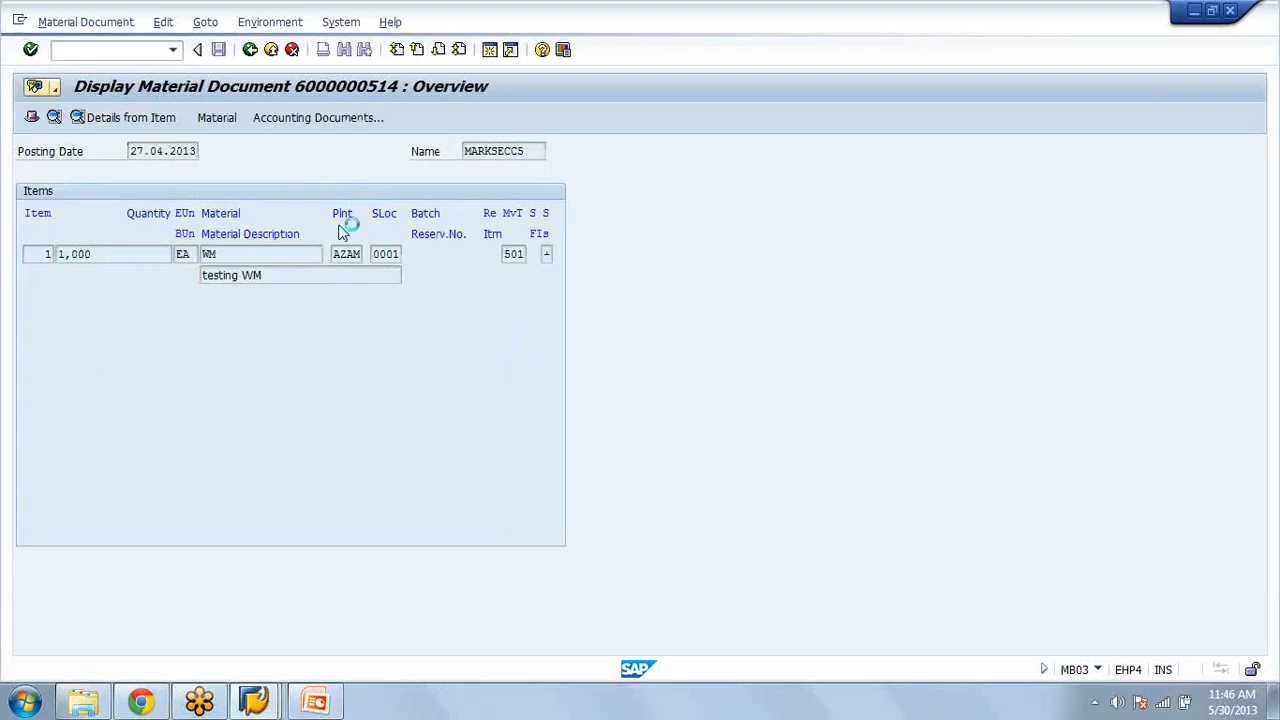 Material Document Edit Goto Environment System Help
Display Material Document 6000000514 : Overview
Details from Item Material Accounting Documents...
Posting Date 27.04.2013 Name MARKSECC5
Items
Item Quantity EUn Material Plnt SLoc Batch Re MvT S S
BUn Material Description Reserv.No. Itm FIs
1 1,000 EA WM AZAM 0001 501 +
testing WM
SAP MB03 EHP4 INS
11:46 AM
5/30/2013